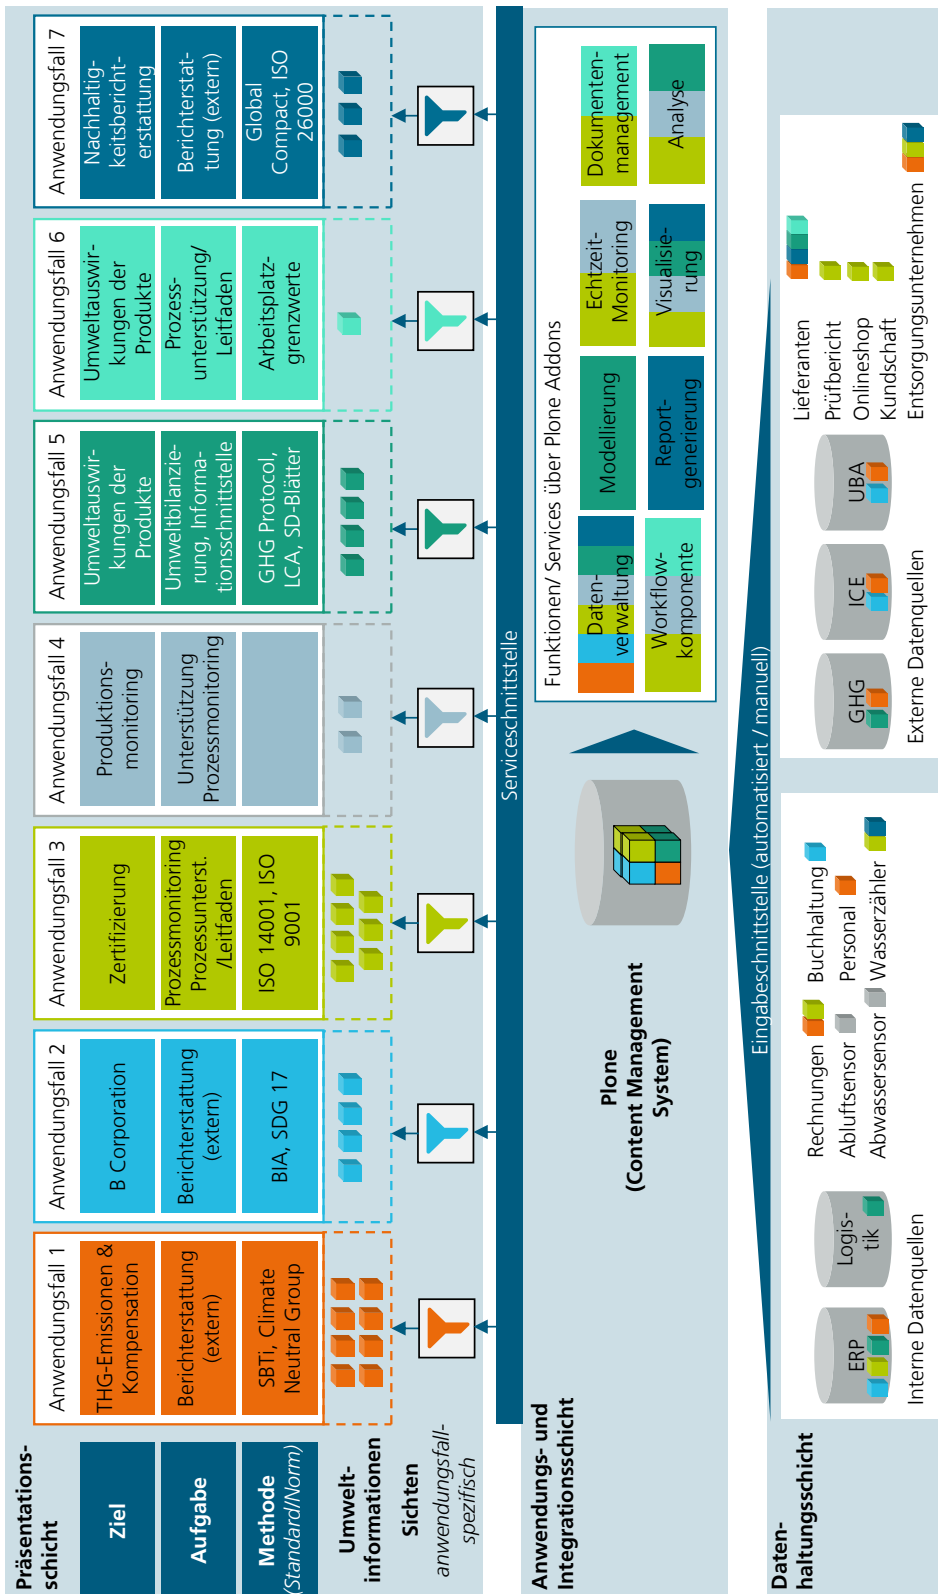 Präsentations-
schicht
Ziel
Aufgabe
Methode
(Standard/Norm)
Umwelt-
informationen
Sichten
anwendungsfall-
spezifisch
Anwendungsfall 1
THG-Emissionen &
Kompensation
Berichterstattung
(extern)
SBTi, Climate
Neutral Group
Anwendungsfall 2
B Corporation
Berichterstattung
(extern)
BIA, SDG 17
Anwendungsfall 3
Zertifizierung
Prozessmonitoring
Prozessunterst.
/Leitfaden
ISO 14001, ISO
9001
Anwendungsfall 4
Produktions-
monitoring
Unterstützung
Prozessmonitoring
Anwendungsfall 5
Umweltauswir-
kungen der
Produkte
Umweltbilanzie-
rung, Informa-
tionsschnittstelle
GHG Protocol,
LCA, SD-Blätter
Anwendungsfall 6
Umweltauswir-
kungen der
Produkte
Prozess-
unterstützung/
Leitfaden
Arbeitsplatz-
grenzwerte
Anwendungsfall 7
Nachhaltig-
keitsbericht-
erstattung
Berichterstat-
tung (extern)
Global
Compact, ISO
26000
Serviceschnittstelle
Anwendungs- und
Integrationsschicht
Plone
(Content Management
System)
Funktionen/ Services über Plone Addons
Daten-
verwaltung
Modellierung
Echtzeit-
Monitoring
Dokumenten-
management
Workflow-
komponente
Report-
generierung
Visualisie-
rung
Analyse
Eingabeschnittstelle (automatisiert / manuell)
Daten-
haltungsschicht
ERP
Logis-
tik
Rechnungen
Buchhaltung
Abluftsensor
Personal
Abwassersensor
Wasserzähler
Interne Datenquellen
GHG
ICE
UBA
Lieferanten
Prüfbericht
Onlineshop
Kundschaft
Entsorgungsunternehmen
Externe Datenquellen